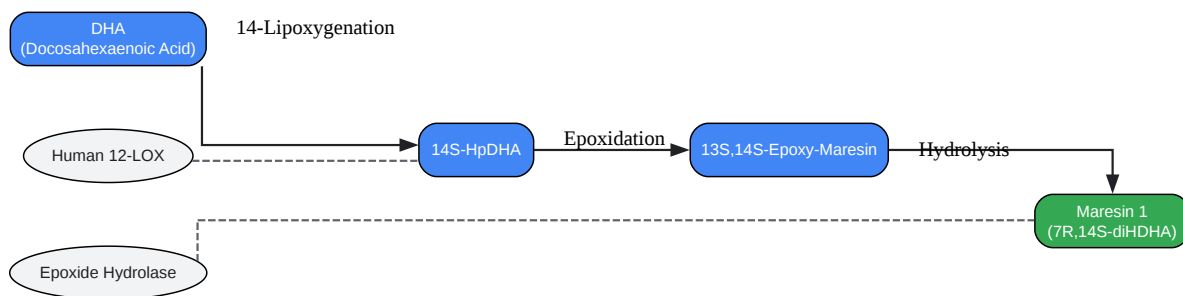 DHA
(Docosahexaenoic Acid)
14-Lipoxygenation
Human 12-LOX
14S-HpDHA
Epoxidation
13S,14S-Epoxy-Maresin
Hydrolysis
Maresin 1
(7R,14S-diHDHA)
Epoxide Hydrolase